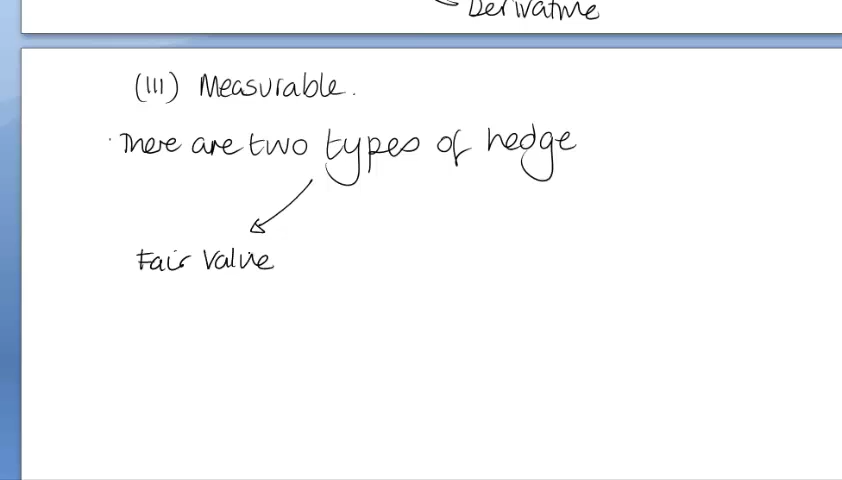 Derivative
(III) Measurable.
There are two types of hedge
Fair Value